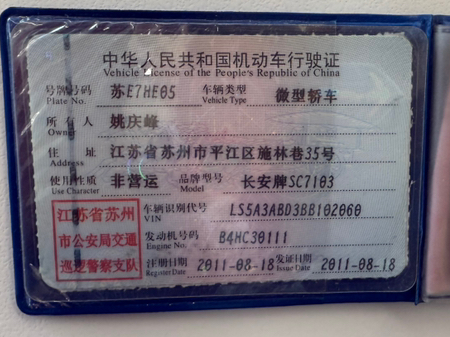 中华人民共和国机动车行驶证
Vehicle License of the People's Republic of China
号牌号码 苏E7HE05 车辆类型 微型轿车
Plate No. Vehicle Type
所有人 姚庆峰
Owner
住址 江苏省苏州市平江区施林巷35号
Address
使用性质 非营运 品牌型号 长安牌SC7103
Use Character Model
江苏省苏州
市公安局交通
巡逻警察支队
车辆识别代号 LS5A3ABD3BB102060
VIN
发动机号码 B4HC30111
Engine No.
注册日期 2011-08-18 发证日期 2011-08-18
Register Date Issue Date